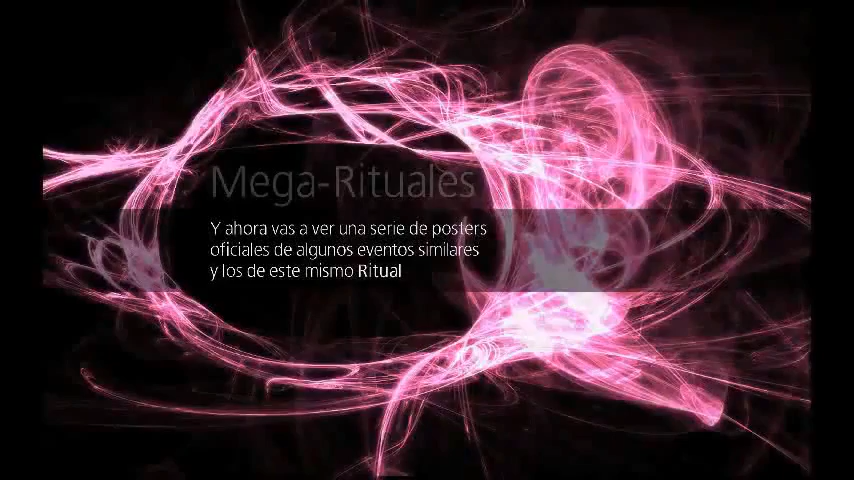 Mega-Rituales
Y ahora vas a ver una serie de posters
oficiales de algunos eventos similares
y los de este mismo Ritual